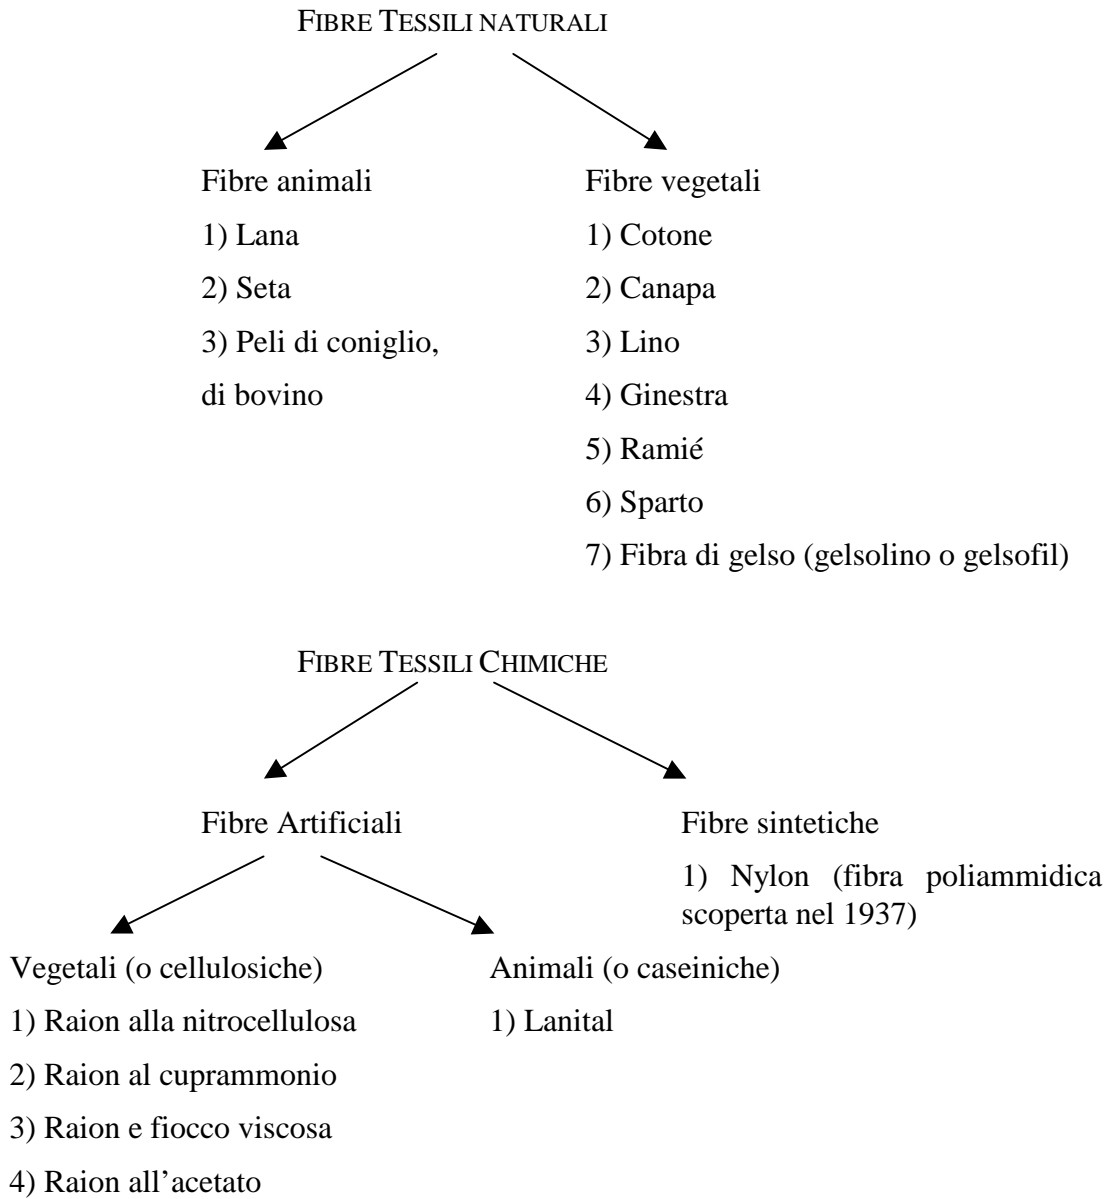 FIBRE TESSILI NATURALI
Fibre animali
1) Lana
2) Seta
3) Peli di coniglio,
di bovino
Fibre vegetali
1) Cotone
2) Canapa
3) Lino
4) Ginestra
5) Ramié
6) Sparto
7) Fibra di gelso (gelsolino o gelsofil)
FIBRE TESSILI CHIMICHE
Fibre Artificiali
Fibre sintetiche
1) Nylon (fibra poliammidica
scoperta nel 1937)
Vegetali (o cellulosiche)
1) Raion alla nitrocellulosa
2) Raion al cuprammonio
3) Raion e fiocco viscosa
4) Raion all’acetato
Animali (o caseiniche)
1) Lanital